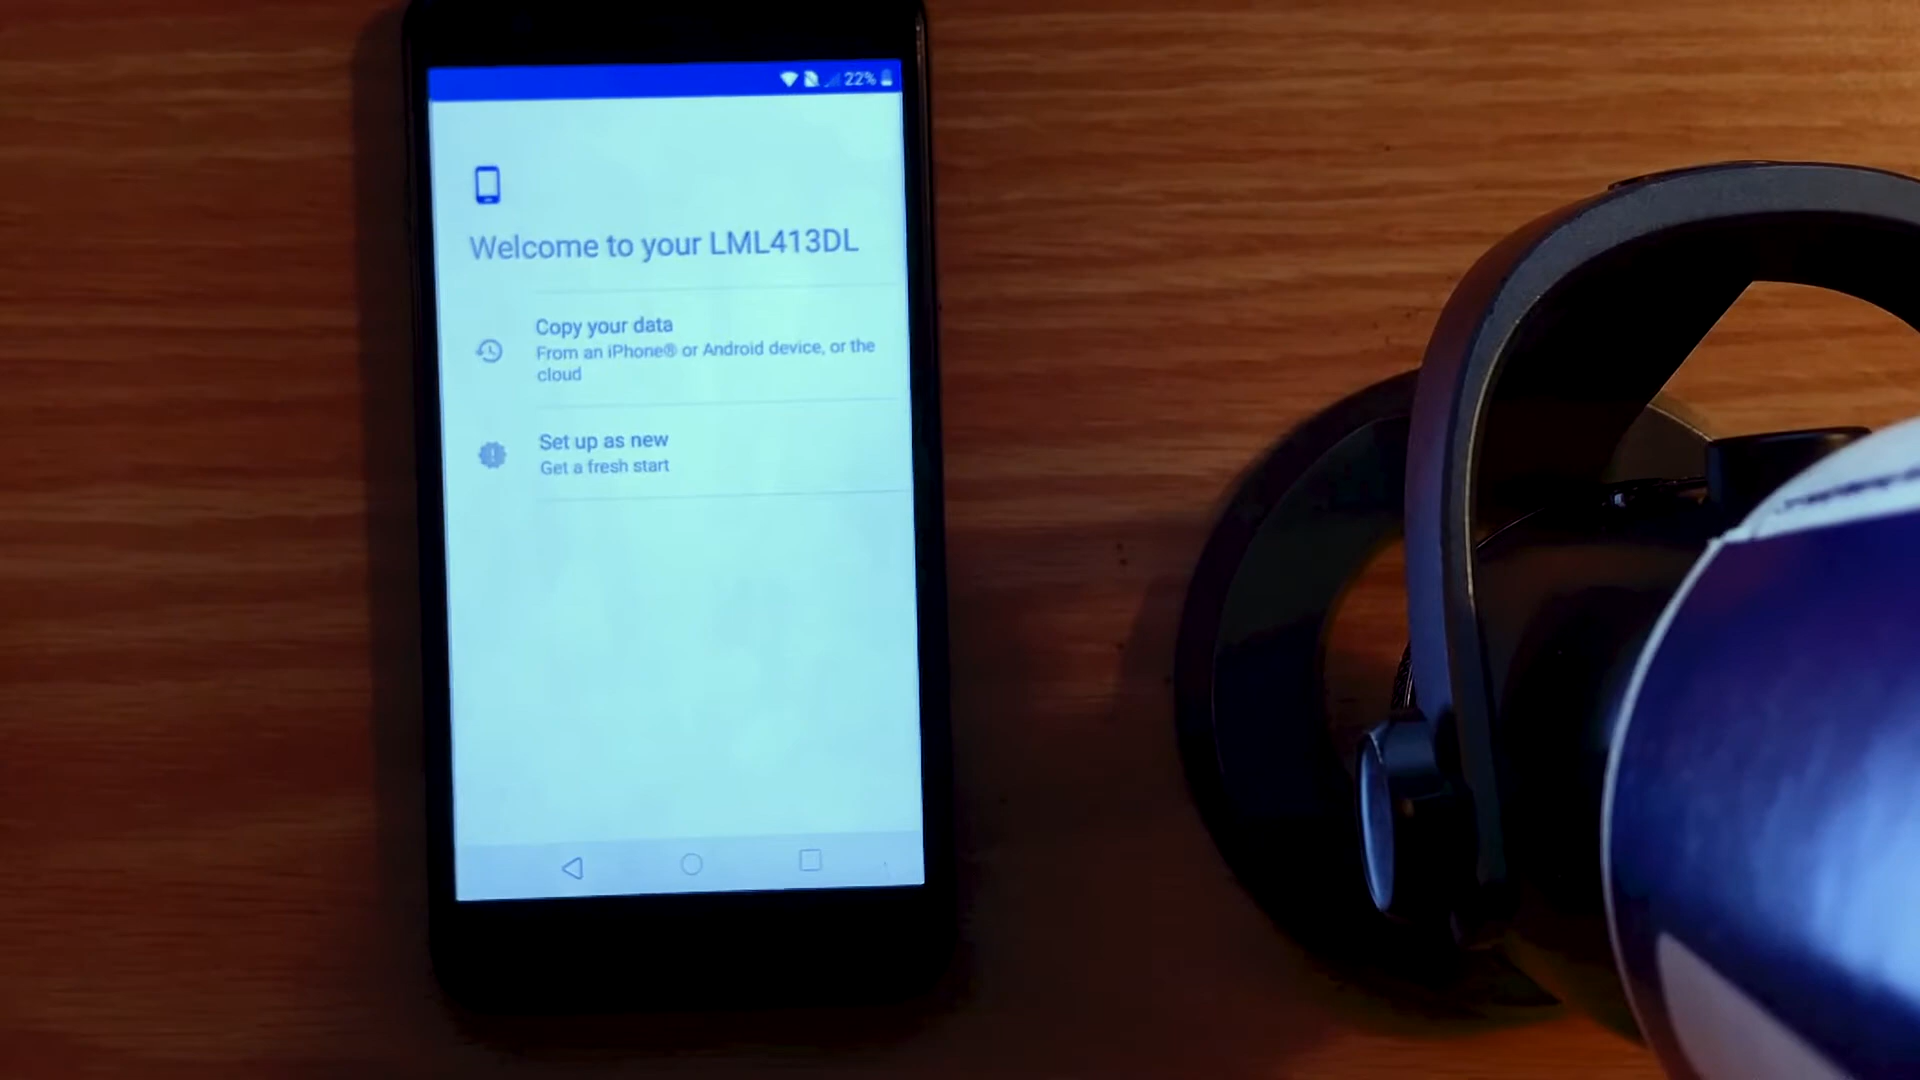 22%
Welcome to your LML413DL
Copy your data
From an iPhone® or Android device, or the
cloud
Set up as new
Get a fresh start